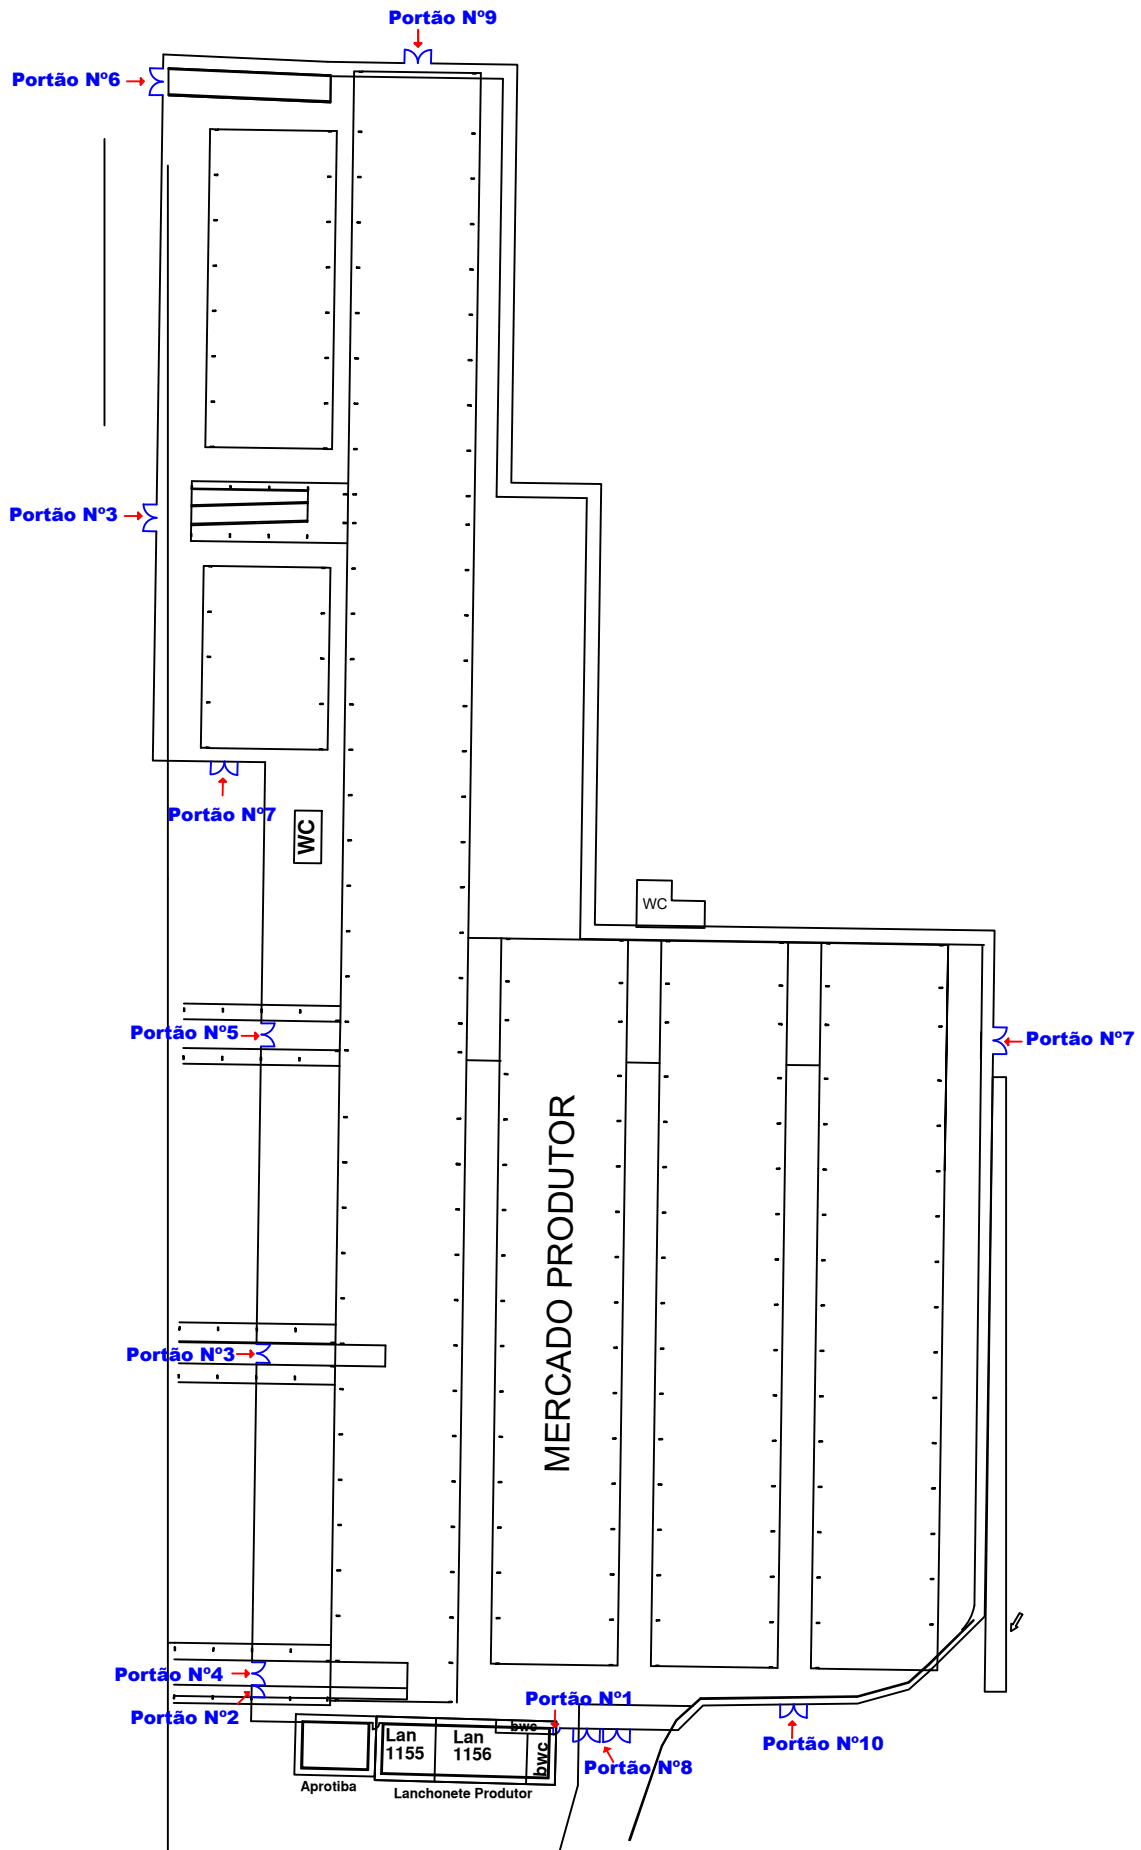 Portão Nº9
Portão Nº6
Portão Nº3
Portão Nº7
WC
WC
Portão Nº5
Portão Nº7
MERCADO PRODUTOR
Portão Nº3
Portão Nº4
Portão Nº2
Portão Nº1
bwc
Lan
1155
Lan
1156
bwc
Portão Nº10
Portão Nº8
Aprotiba
Lanchonete Produtor